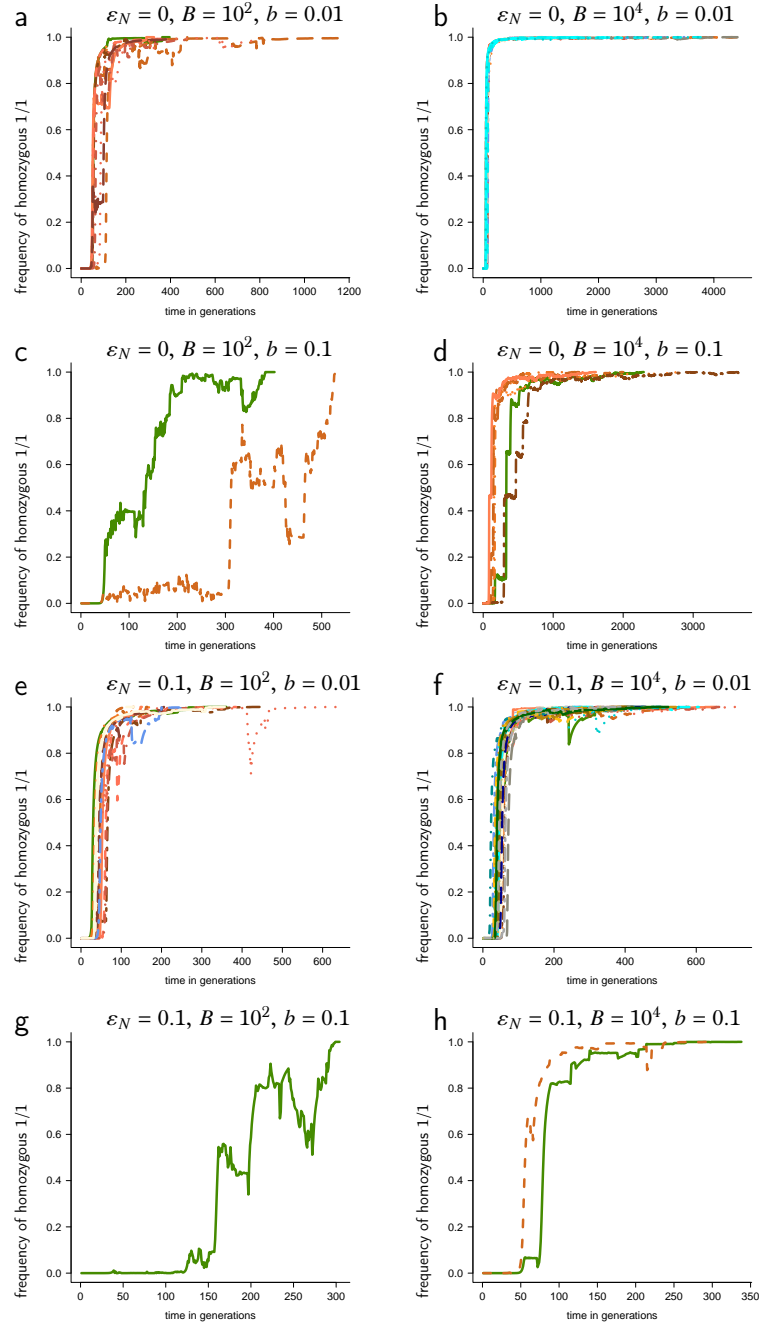 a
ε_N = 0, B = 10^2, b = 0.01
frequency of homozygous 1/1
1.0
0.8
0.6
0.4
0.2
0.0
0 200 400 600 800 1000 1200
time in generations
b
ε_N = 0, B = 10^4, b = 0.01
frequency of homozygous 1/1
1.0
0.8
0.6
0.4
0.2
0.0
0 1000 2000 3000 4000
time in generations
c
ε_N = 0, B = 10^2, b = 0.1
frequency of homozygous 1/1
1.0
0.8
0.6
0.4
0.2
0.0
0 100 200 300 400 500
time in generations
d
ε_N = 0, B = 10^4, b = 0.1
frequency of homozygous 1/1
1.0
0.8
0.6
0.4
0.2
0.0
0 1000 2000 3000
time in generations
e
ε_N = 0.1, B = 10^2, b = 0.01
frequency of homozygous 1/1
1.0
0.8
0.6
0.4
0.2
0.0
0 100 200 300 400 500 600
time in generations
f
ε_N = 0.1, B = 10^4, b = 0.01
frequency of homozygous 1/1
1.0
0.8
0.6
0.4
0.2
0.0
0 200 400 600
time in generations
g
ε_N = 0.1, B = 10^2, b = 0.1
frequency of homozygous 1/1
1.0
0.8
0.6
0.4
0.2
0.0
0 50 100 150 200 250 300
time in generations
h
ε_N = 0.1, B = 10^4, b = 0.1
frequency of homozygous 1/1
1.0
0.8
0.6
0.4
0.2
0.0
0 50 100 150 200 250 300 350
time in generations